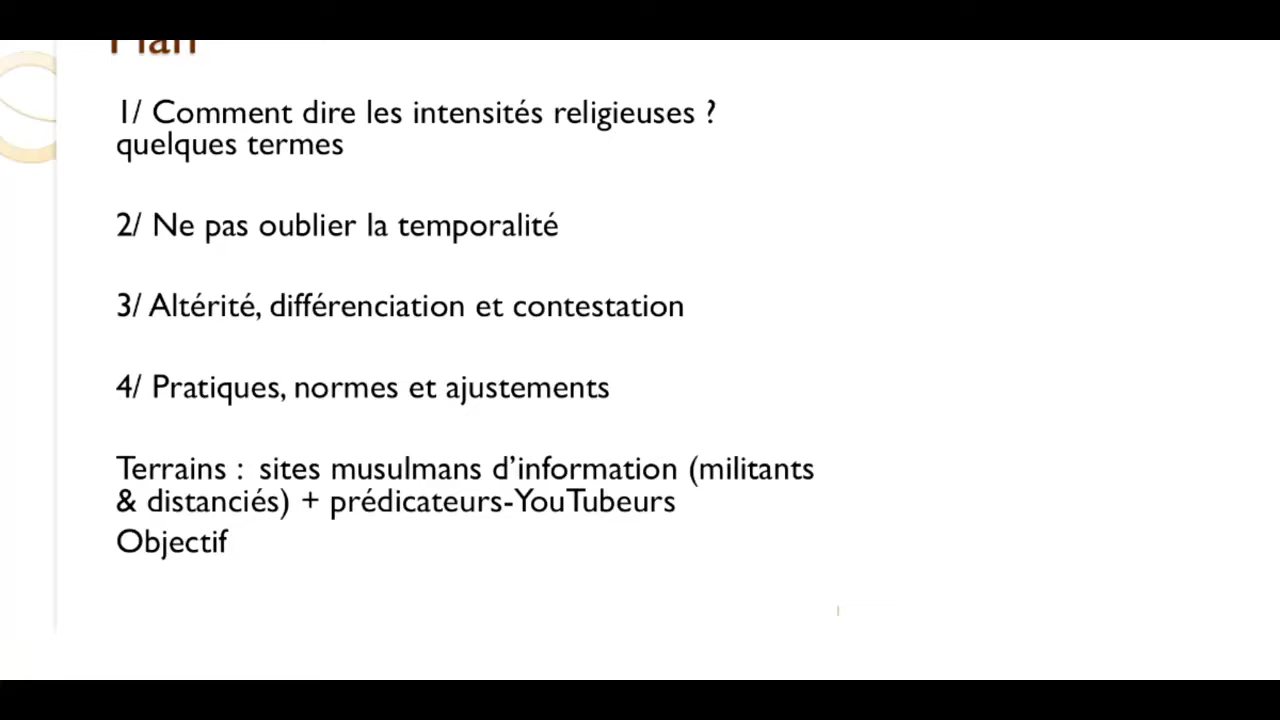 Plan
1/ Comment dire les intensités religieuses ?
quelques termes
2/ Ne pas oublier la temporalité
3/ Altérité, différenciation et contestation
4/ Pratiques, normes et ajustements
Terrains : sites musulmans d’information (militants
& distanciés) + prédicateurs-YouTubeurs
Objectif